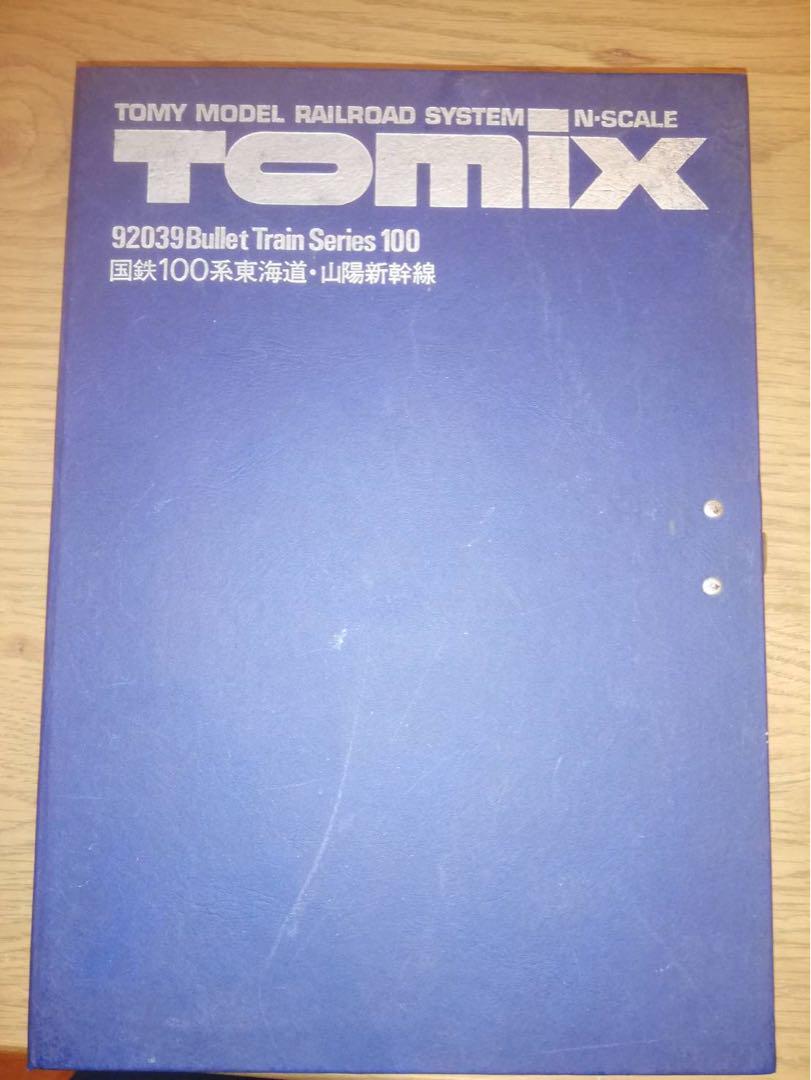 TOMY MODEL RAILROAD SYSTEM N·SCALE
TOMIX
92039 Bullet Train Series 100
国鉄100系東海道・山陽新幹線